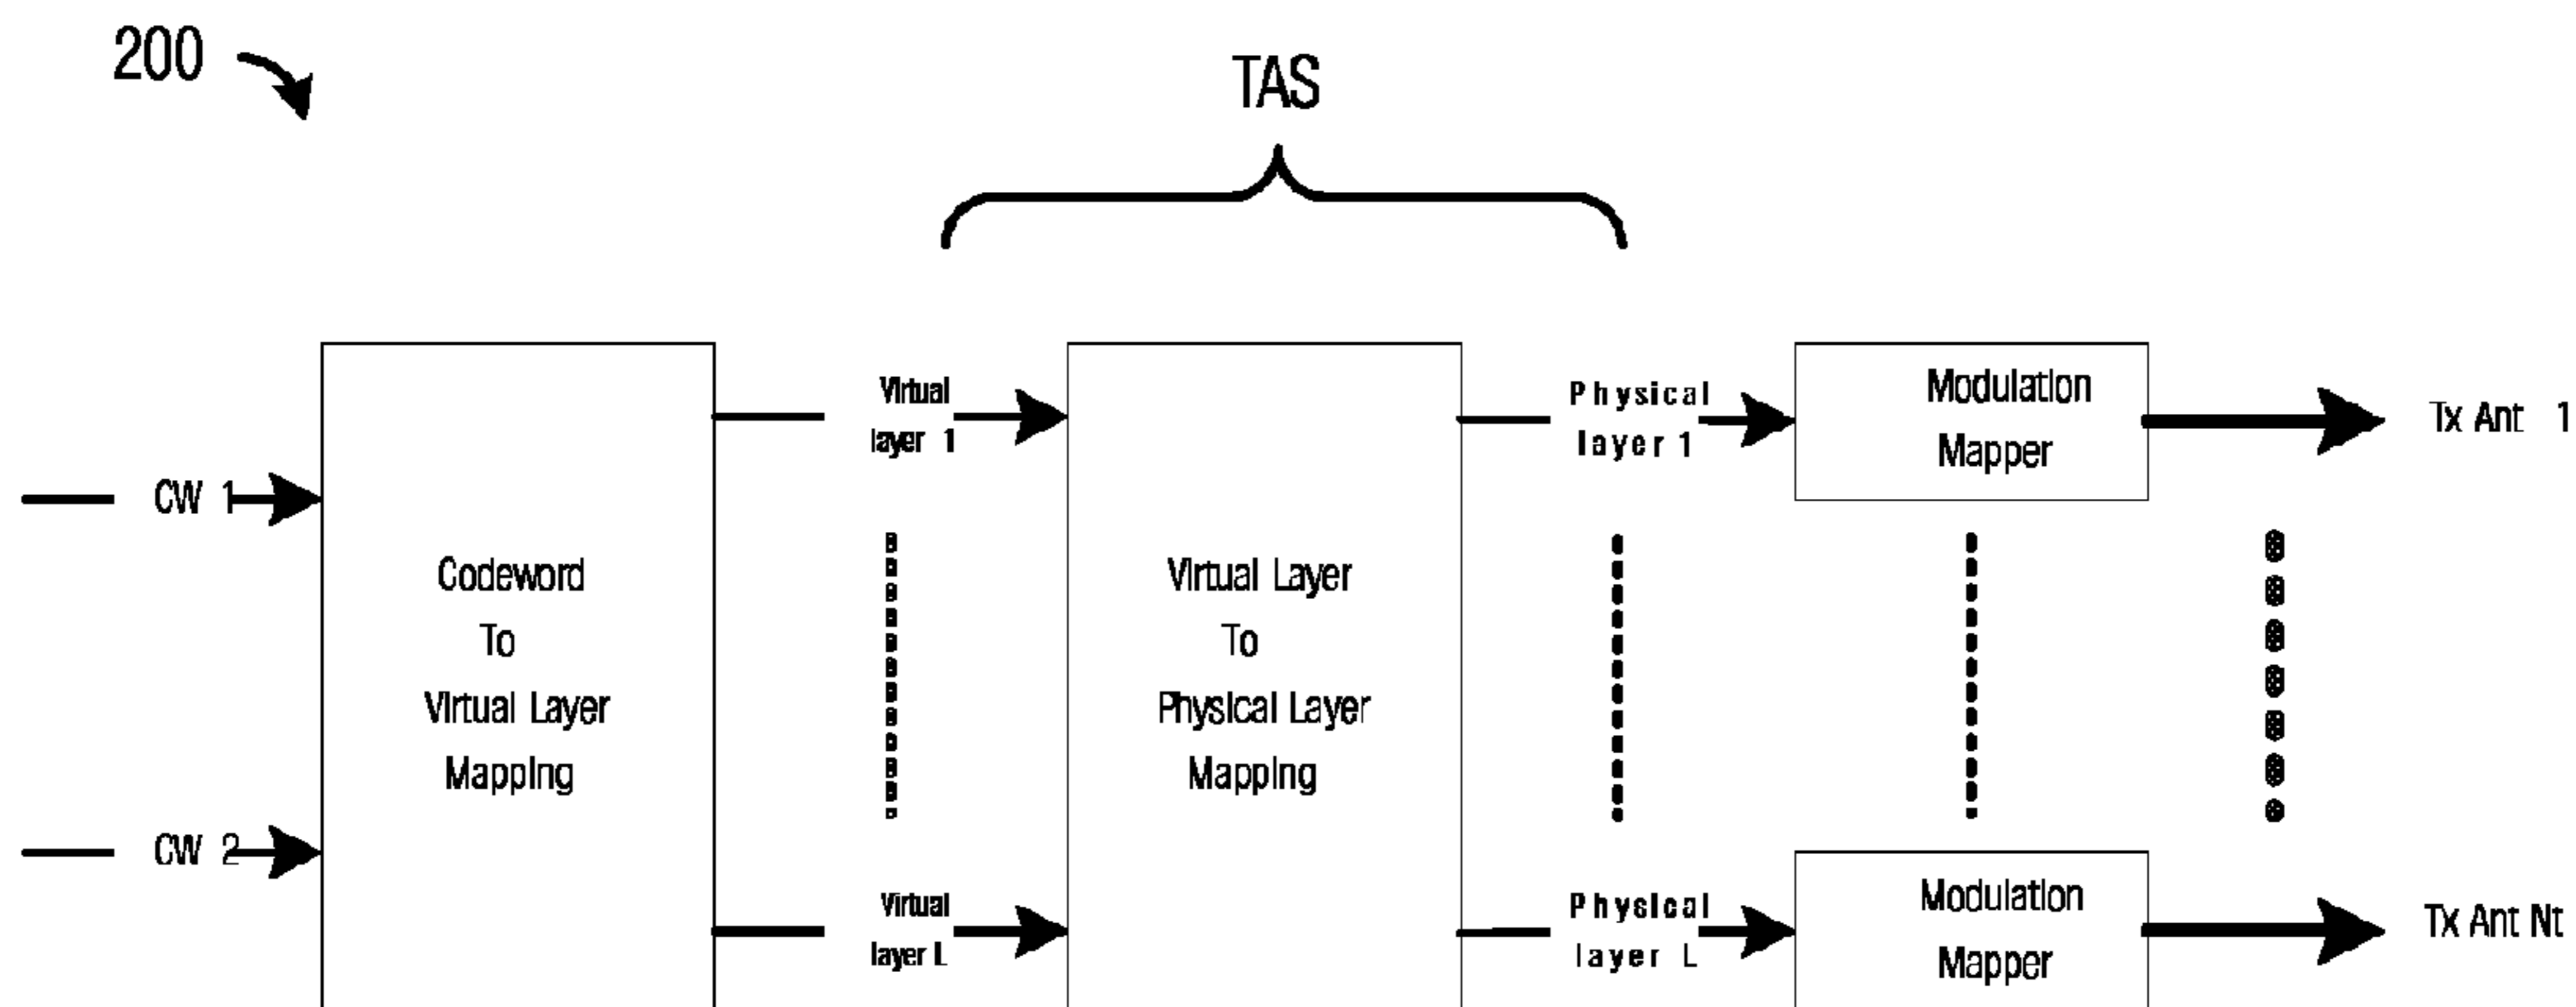 200
TAS
CW 1
CW 2
Codeword
To
Virtual Layer
Mapping
Virtual
layer 1
Virtual
layer L
Virtual Layer
To
Physical Layer
Mapping
Physical
layer 1
Physical
layer L
Modulation
Mapper
Modulation
Mapper
Tx Ant 1
Tx Ant Nt